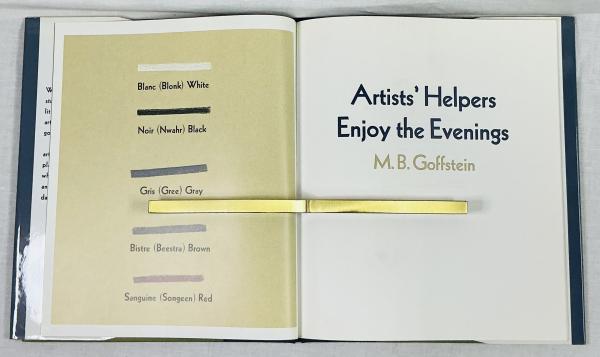 Blanc (Blonk) White
Noir (Nwahr) Black
Gris (Gree) Gray
Bistre (Beestra) Brown
Sanguine (Songeen) Red
Artists' Helpers
Enjoy the Evenings
M. B. Goffstein